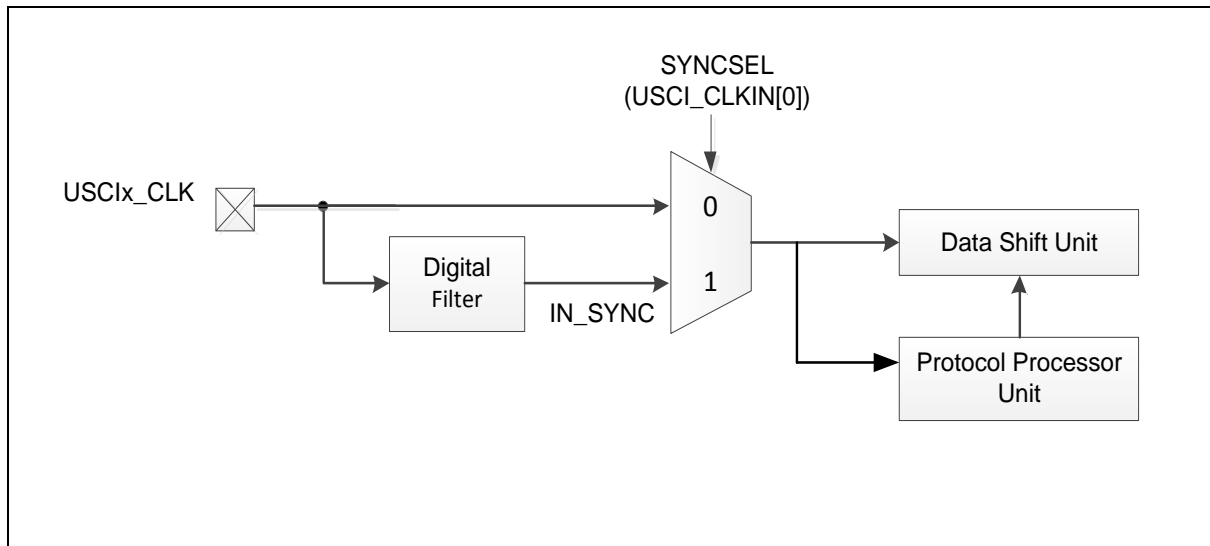 SYNCSEL
(USCI_CLKIN[0])
USCIx_CLK
0
Data Shift Unit
Digital
Filter
1
IN_SYNC
Protocol Processor
Unit